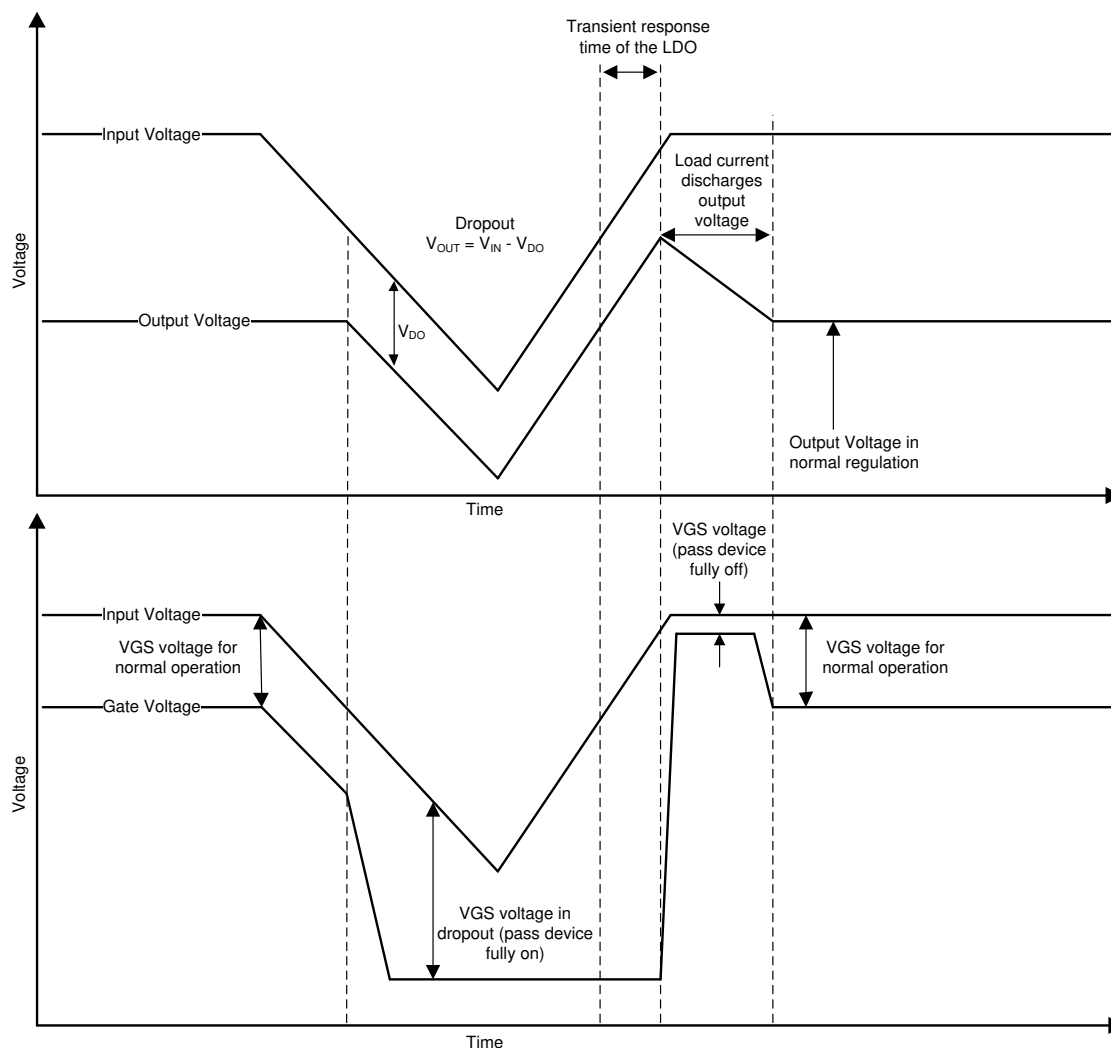 Transient response
time of the LDO
Input Voltage
Load current
discharges
output
voltage
Dropout
V_OUT = V_IN - V_DO
Voltage
Output Voltage
V_DO
Output Voltage in
normal regulation
Time
VGS voltage
(pass device
fully off)
Input Voltage
VGS voltage for
normal operation
VGS voltage for
normal operation
Gate Voltage
Voltage
VGS voltage in
dropout (pass device
fully on)
Time